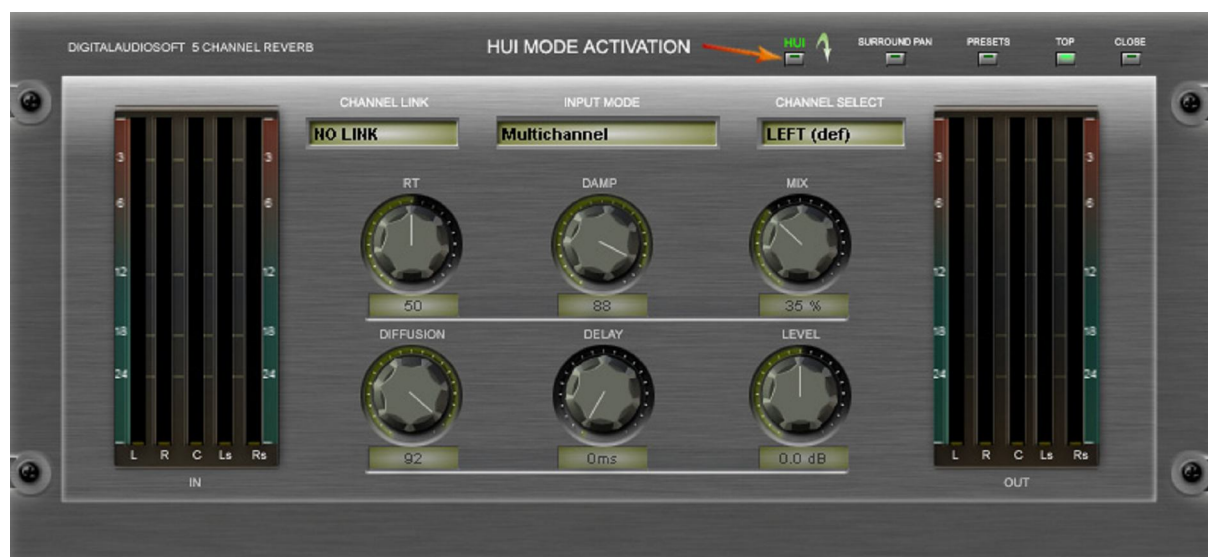 DIGITALAUDIOSOFT 5 CHANNEL REVERB
HUI MODE ACTIVATION
HUI
SURROUND PAN
PRESETS
TOP
CLOSE
CHANNEL LINK
INPUT MODE
CHANNEL SELECT
NO LINK
Multichannel
LEFT (def)
RT
DAMP
MIX
50
88
35 %
DIFFUSION
DELAY
LEVEL
92
0ms
0.0 dB
3 3
6 6
12 12
18 18
24 24
L R C Ls Rs
IN
3 3
6 6
12 12
18 18
24 24
L R C Ls Rs
OUT